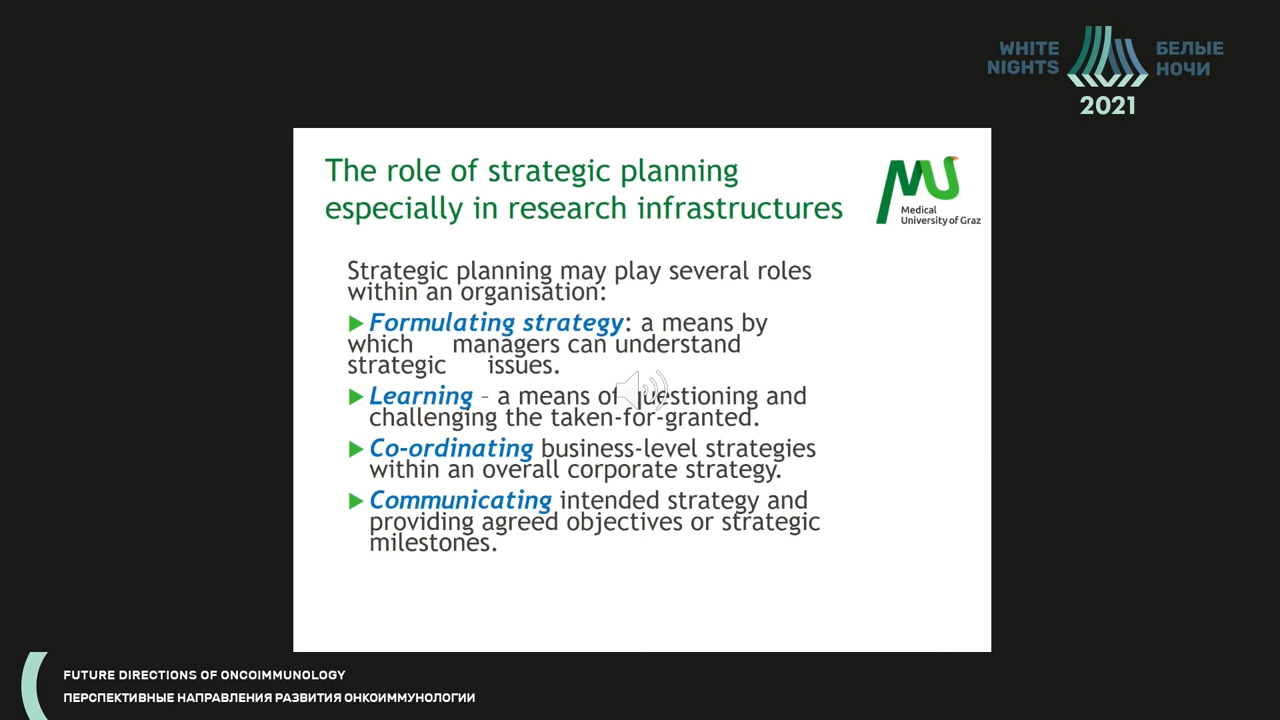 WHITE NIGHTS
БЕЛЫЕ НОЧИ
2021
The role of strategic planning
especially in research infrastructures
MU
Medical
University of Graz
Strategic planning may play several roles
within an organisation:
Formulating strategy: a means by
which managers can understand
strategic issues.
Learning – a means of questioning and
challenging the taken-for-granted.
Co-ordinating business-level strategies
within an overall corporate strategy.
Communicating intended strategy and
providing agreed objectives or strategic
milestones.
FUTURE DIRECTIONS OF ONCOIMMUNOLOGY
ПЕРСПЕКТИВНЫЕ НАПРАВЛЕНИЯ РАЗВИТИЯ ОНКОИММУНОЛОГИИ